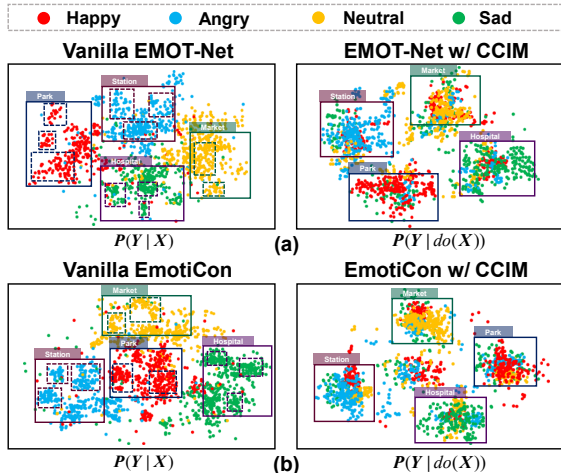 Happy Angry Neutral Sad
Vanilla EMOT-Net EMOT-Net w/ CCIM
Park Station Market Hospital
Market Station Hospital Park
P(Y | X) (a) P(Y | do(X))
Vanilla EmotiCon EmotiCon w/ CCIM
Market Station Park Hospital
Market Park Station Hospital
P(Y | X) (b) P(Y | do(X))